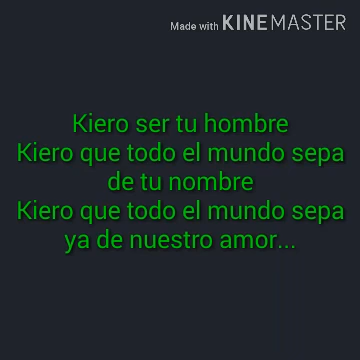 Made with KINEMASTER
Kiero ser tu hombre
Kiero que todo el mundo sepa
de tu nombre
Kiero que todo el mundo sepa
ya de nuestro amor...